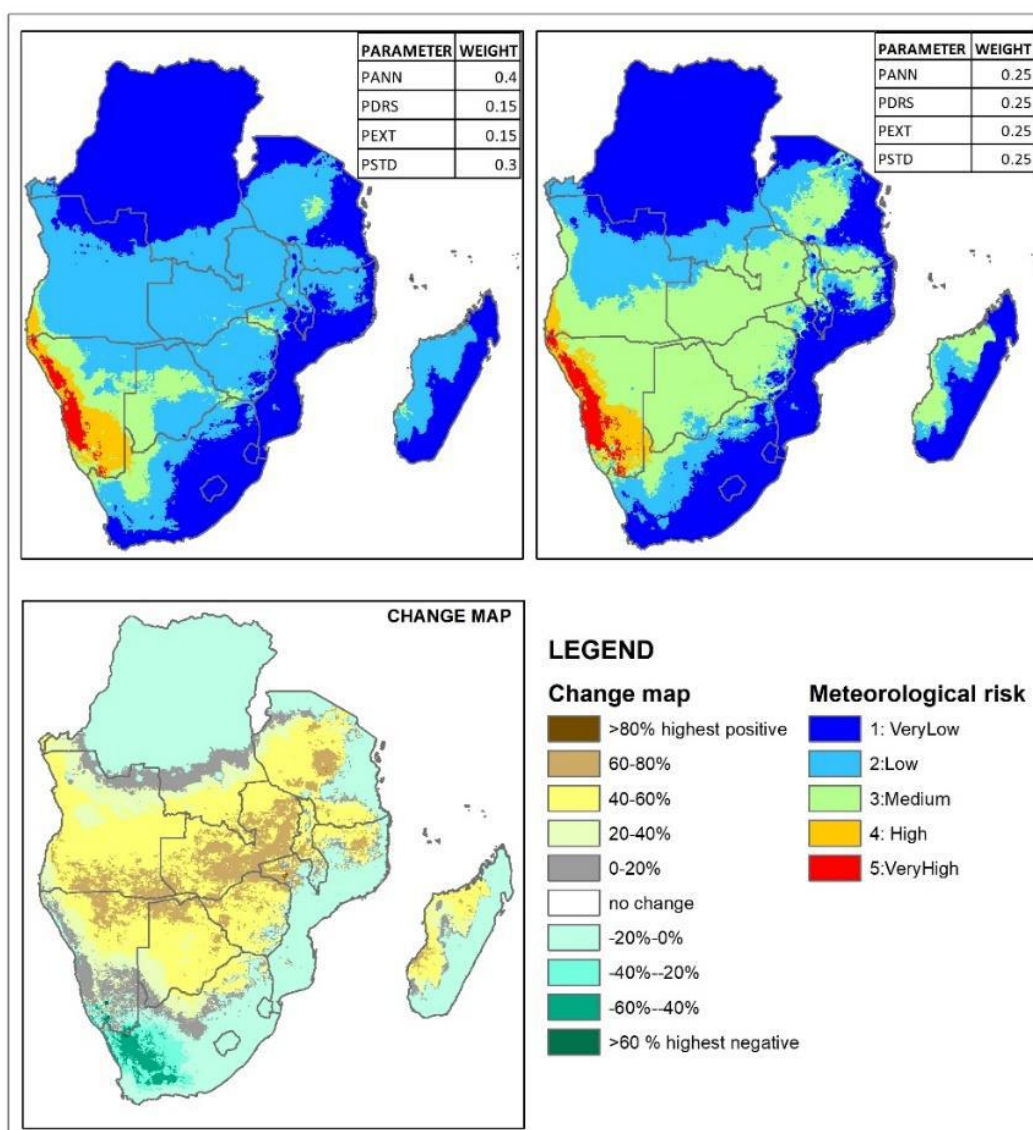 PARAMETER WEIGHT
PANN 0.4
PDRS 0.15
PEXT 0.15
PSTD 0.3
PARAMETER WEIGHT
PANN 0.25
PDRS 0.25
PEXT 0.25
PSTD 0.25
CHANGE MAP
LEGEND
Change map
>80% highest positive
60-80%
40-60%
20-40%
0-20%
no change
-20%-0%
-40%--20%
-60%--40%
>60 % highest negative
Meteorological risk
1: VeryLow
2:Low
3:Medium
4: High
5:VeryHigh